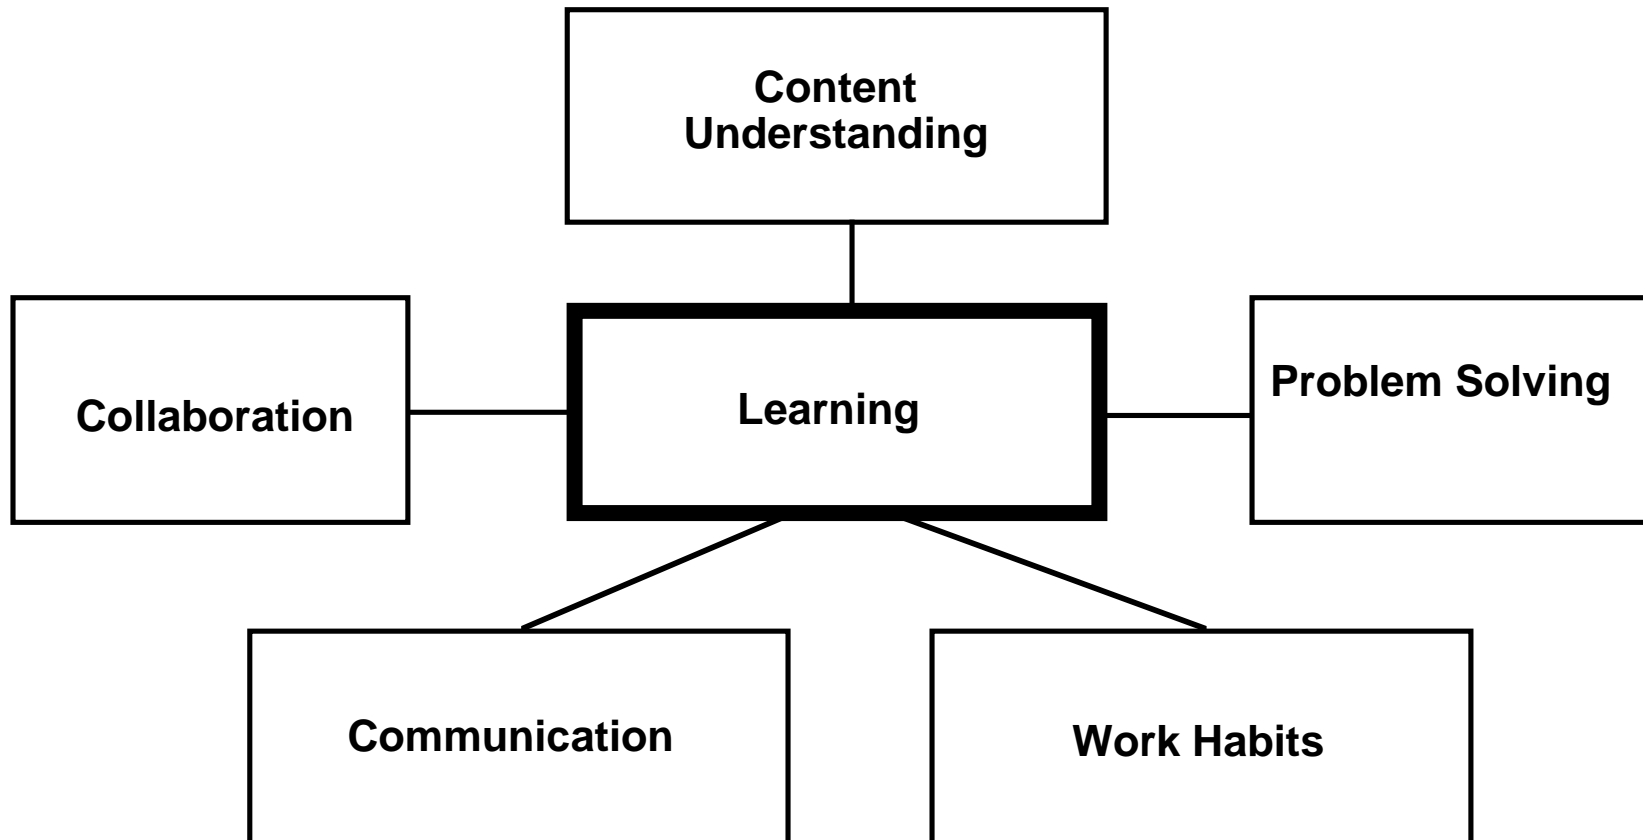 Content
Understanding
Collaboration
Learning
Problem Solving
Communication
Work Habits